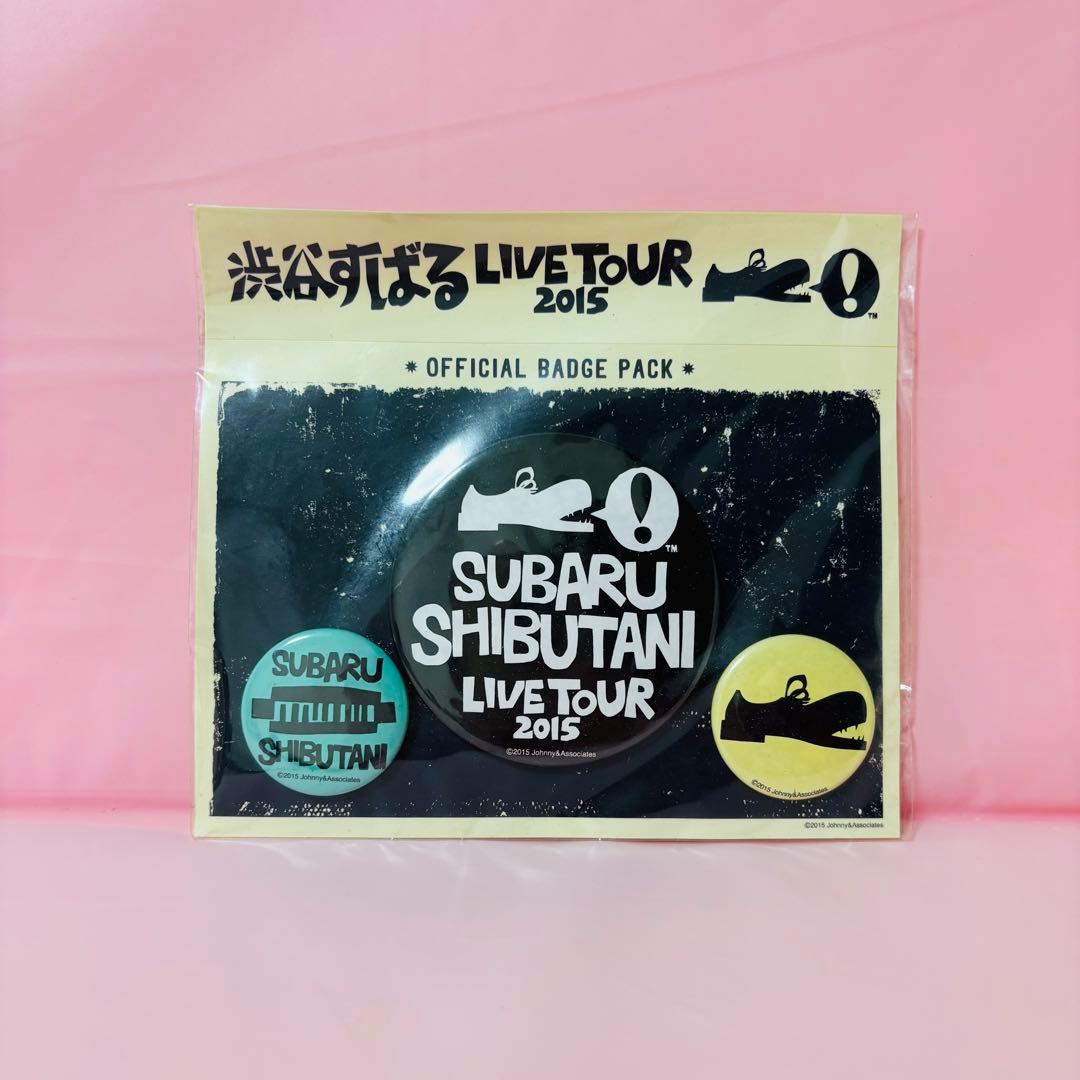 渋谷すばる LIVE TOUR 2015
TM
* OFFICIAL BADGE PACK *
!
TM
SUBARU
SHIBUTANI
LIVE TOUR
2015
©2015 Johnny&Associates
SUBARU
SHIBUTANI
©2015 Johnny&Associates
©2015 Johnny&Associates
©2015 Johnny&Associates